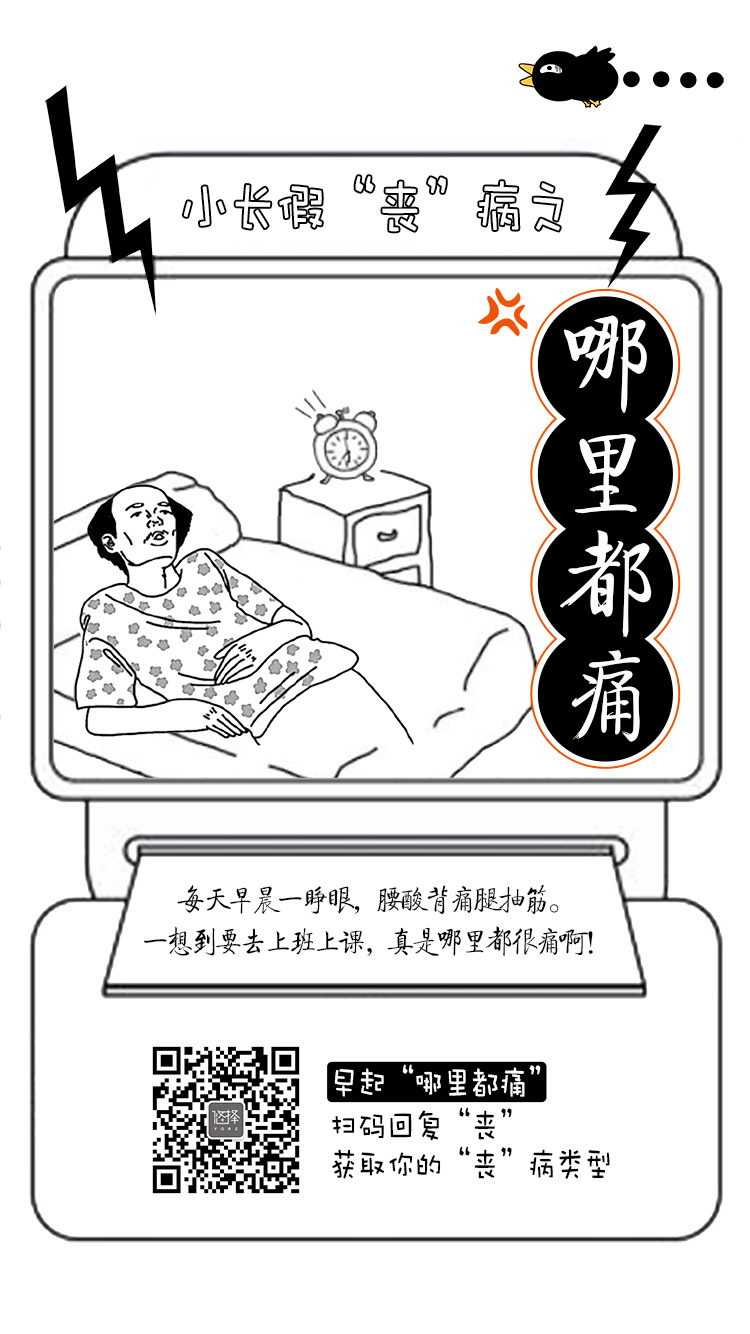 小长假“丧”病之
哪里都痛
每天早晨一睁眼，腰酸背痛腿抽筋。
一想到要去上班上课，真是哪里都很痛啊！
悠择
YORZ
早起“哪里都痛”
扫码回复“丧”
获取你的“丧”病类型